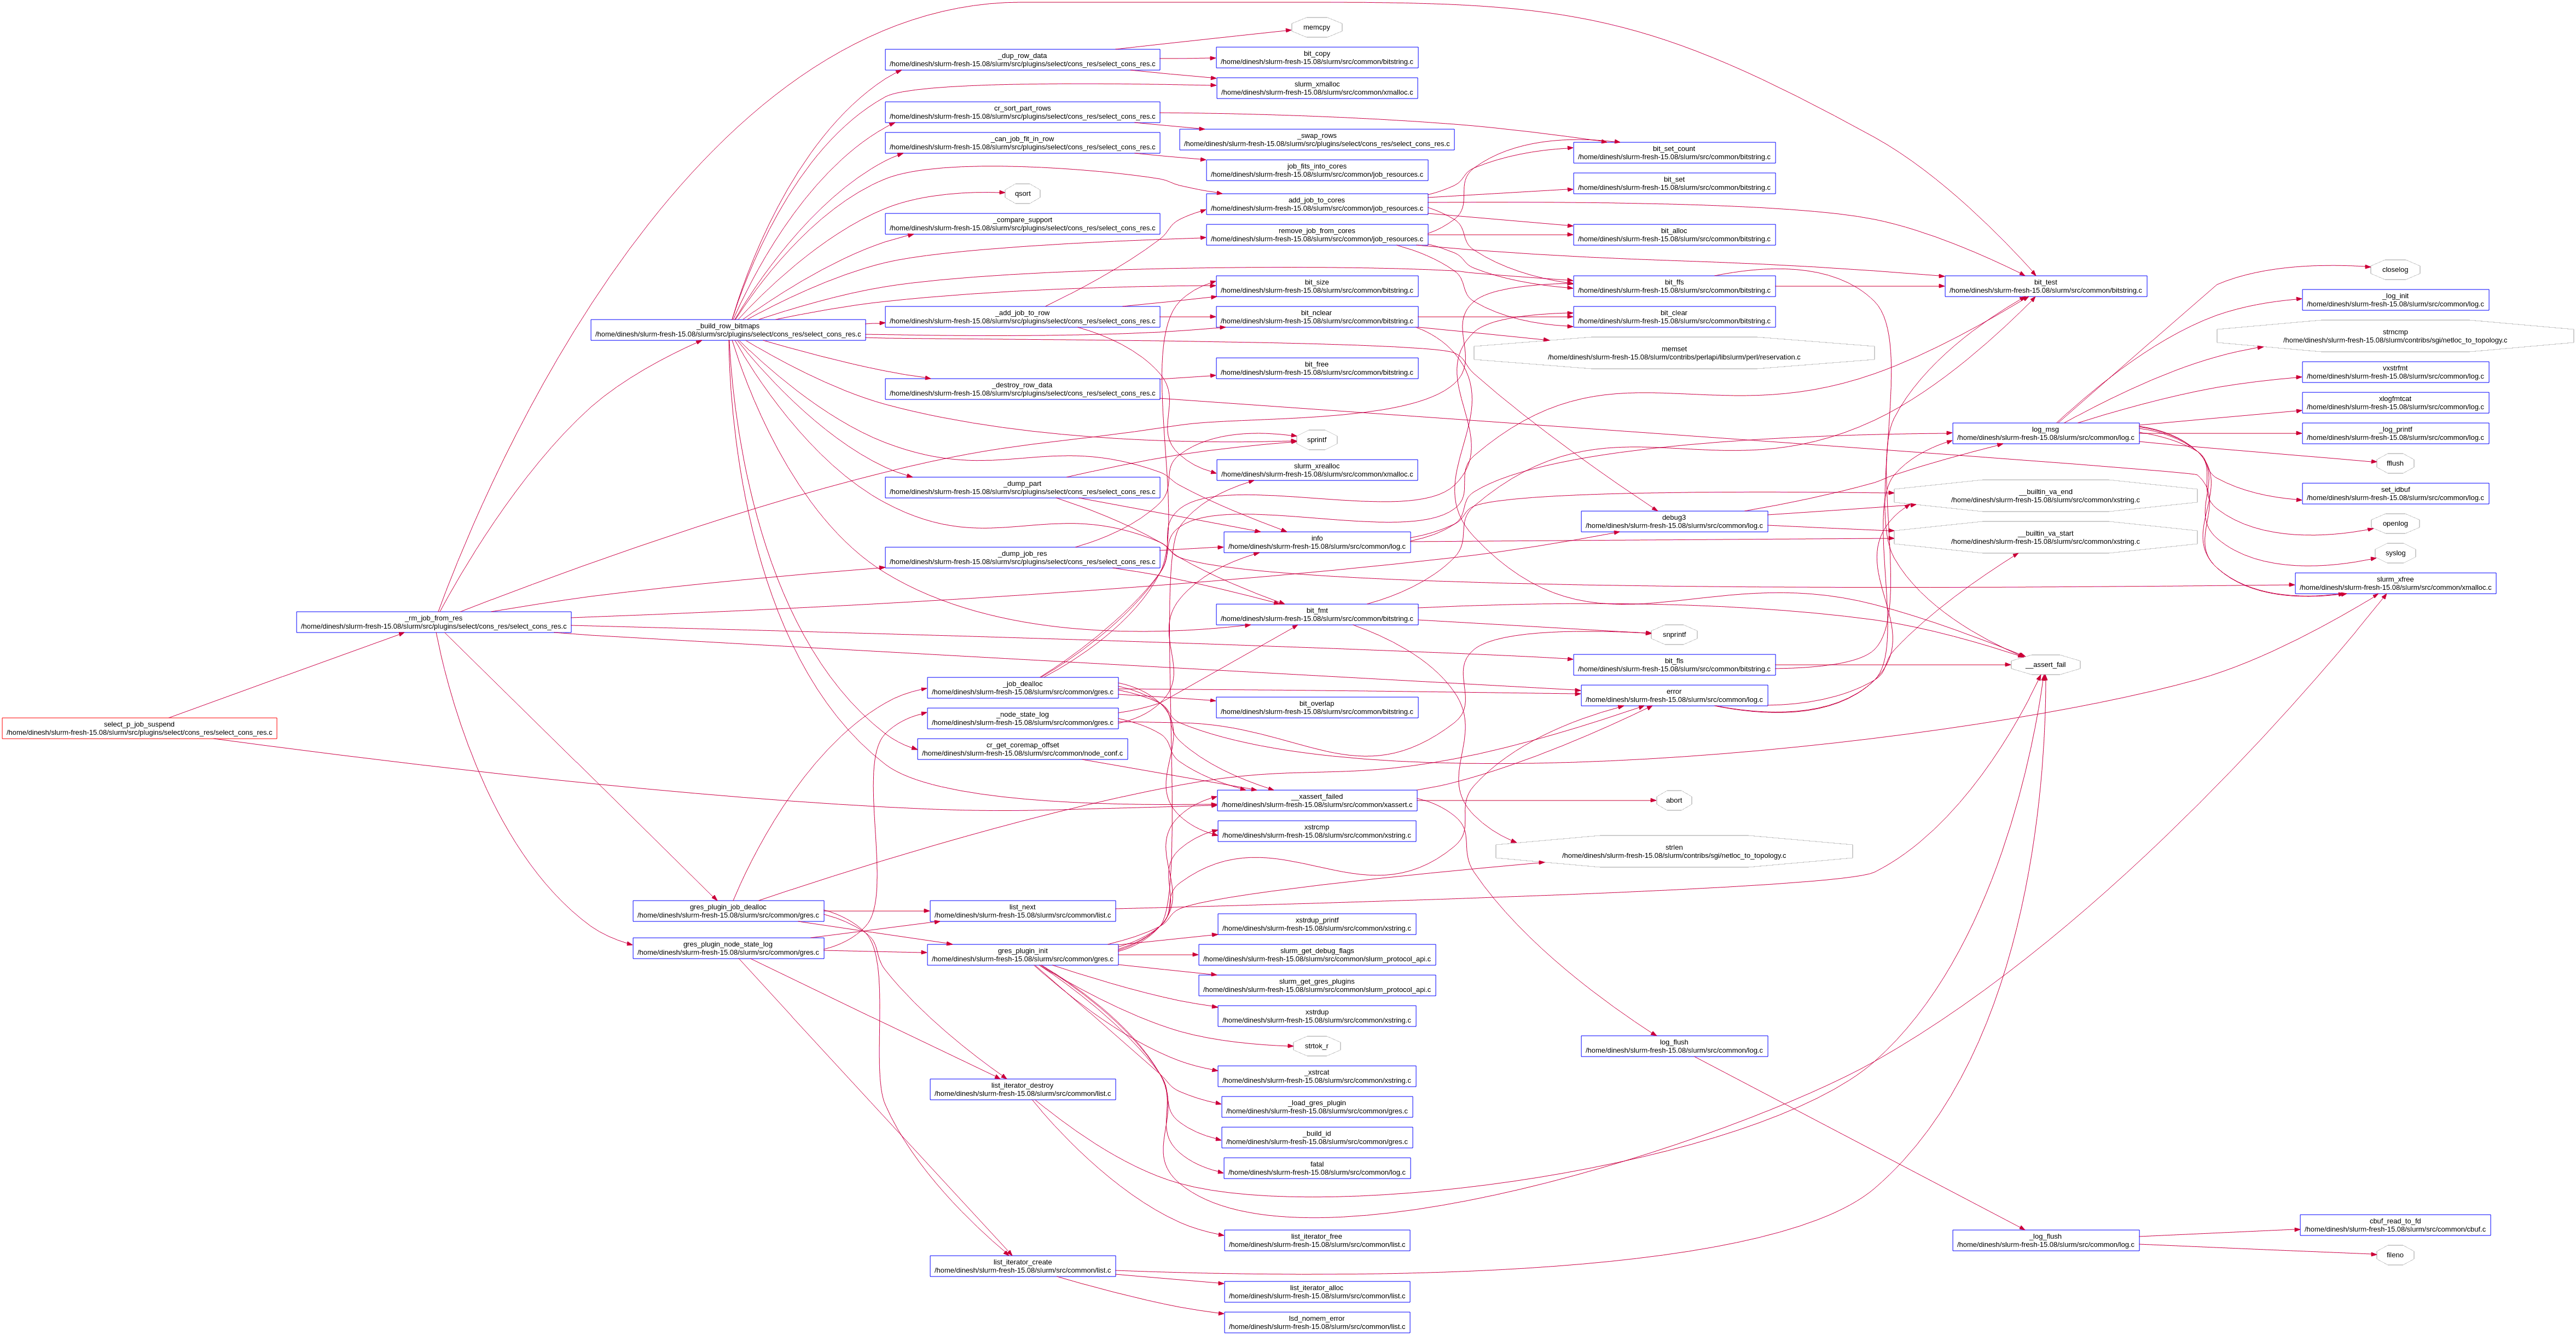 select_p_job_suspend
/home/dinesh/slurm-fresh-15.08/slurm/src/plugins/select/cons_res/select_cons_res.c
_rm_job_from_res
/home/dinesh/slurm-fresh-15.08/slurm/src/plugins/select/cons_res/select_cons_res.c
_build_row_bitmaps
/home/dinesh/slurm-fresh-15.08/slurm/src/plugins/select/cons_res/select_cons_res.c
gres_plugin_job_dealloc
/home/dinesh/slurm-fresh-15.08/slurm/src/common/gres.c
gres_plugin_node_state_log
/home/dinesh/slurm-fresh-15.08/slurm/src/common/gres.c
_dup_row_data
/home/dinesh/slurm-fresh-15.08/slurm/src/plugins/select/cons_res/select_cons_res.c
cr_sort_part_rows
/home/dinesh/slurm-fresh-15.08/slurm/src/plugins/select/cons_res/select_cons_res.c
_can_job_fit_in_row
/home/dinesh/slurm-fresh-15.08/slurm/src/plugins/select/cons_res/select_cons_res.c
qsort
_compare_support
/home/dinesh/slurm-fresh-15.08/slurm/src/plugins/select/cons_res/select_cons_res.c
_add_job_to_row
/home/dinesh/slurm-fresh-15.08/slurm/src/plugins/select/cons_res/select_cons_res.c
_destroy_row_data
/home/dinesh/slurm-fresh-15.08/slurm/src/plugins/select/cons_res/select_cons_res.c
_dump_part
/home/dinesh/slurm-fresh-15.08/slurm/src/plugins/select/cons_res/select_cons_res.c
_dump_job_res
/home/dinesh/slurm-fresh-15.08/slurm/src/plugins/select/cons_res/select_cons_res.c
_job_dealloc
/home/dinesh/slurm-fresh-15.08/slurm/src/common/gres.c
_node_state_log
/home/dinesh/slurm-fresh-15.08/slurm/src/common/gres.c
cr_get_coremap_offset
/home/dinesh/slurm-fresh-15.08/slurm/src/common/node_conf.c
list_next
/home/dinesh/slurm-fresh-15.08/slurm/src/common/list.c
gres_plugin_init
/home/dinesh/slurm-fresh-15.08/slurm/src/common/gres.c
list_iterator_destroy
/home/dinesh/slurm-fresh-15.08/slurm/src/common/list.c
list_iterator_create
/home/dinesh/slurm-fresh-15.08/slurm/src/common/list.c
memcpy
bit_copy
/home/dinesh/slurm-fresh-15.08/slurm/src/common/bitstring.c
slurm_xmalloc
/home/dinesh/slurm-fresh-15.08/slurm/src/common/xmalloc.c
_swap_rows
/home/dinesh/slurm-fresh-15.08/slurm/src/plugins/select/cons_res/select_cons_res.c
job_fits_into_cores
/home/dinesh/slurm-fresh-15.08/slurm/src/common/job_resources.c
add_job_to_cores
/home/dinesh/slurm-fresh-15.08/slurm/src/common/job_resources.c
remove_job_from_cores
/home/dinesh/slurm-fresh-15.08/slurm/src/common/job_resources.c
bit_size
/home/dinesh/slurm-fresh-15.08/slurm/src/common/bitstring.c
bit_nclear
/home/dinesh/slurm-fresh-15.08/slurm/src/common/bitstring.c
bit_free
/home/dinesh/slurm-fresh-15.08/slurm/src/common/bitstring.c
sprintf
slurm_xrealloc
/home/dinesh/slurm-fresh-15.08/slurm/src/common/xmalloc.c
info
/home/dinesh/slurm-fresh-15.08/slurm/src/common/log.c
bit_fmt
/home/dinesh/slurm-fresh-15.08/slurm/src/common/bitstring.c
bit_overlap
/home/dinesh/slurm-fresh-15.08/slurm/src/common/bitstring.c
__xassert_failed
/home/dinesh/slurm-fresh-15.08/slurm/src/common/xassert.c
xstrcmp
/home/dinesh/slurm-fresh-15.08/slurm/src/common/xstring.c
xstrdup_printf
/home/dinesh/slurm-fresh-15.08/slurm/src/common/xstring.c
slurm_get_debug_flags
/home/dinesh/slurm-fresh-15.08/slurm/src/common/slurm_protocol_api.c
slurm_get_gres_plugins
/home/dinesh/slurm-fresh-15.08/slurm/src/common/slurm_protocol_api.c
xstrdup
/home/dinesh/slurm-fresh-15.08/slurm/src/common/xstring.c
strtok_r
_xstrcat
/home/dinesh/slurm-fresh-15.08/slurm/src/common/xstring.c
_load_gres_plugin
/home/dinesh/slurm-fresh-15.08/slurm/src/common/gres.c
_build_id
/home/dinesh/slurm-fresh-15.08/slurm/src/common/gres.c
fatal
/home/dinesh/slurm-fresh-15.08/slurm/src/common/log.c
list_iterator_free
/home/dinesh/slurm-fresh-15.08/slurm/src/common/list.c
list_iterator_alloc
/home/dinesh/slurm-fresh-15.08/slurm/src/common/list.c
lsd_nomem_error
/home/dinesh/slurm-fresh-15.08/slurm/src/common/list.c
bit_set_count
/home/dinesh/slurm-fresh-15.08/slurm/src/common/bitstring.c
bit_set
/home/dinesh/slurm-fresh-15.08/slurm/src/common/bitstring.c
bit_alloc
/home/dinesh/slurm-fresh-15.08/slurm/src/common/bitstring.c
bit_ffs
/home/dinesh/slurm-fresh-15.08/slurm/src/common/bitstring.c
bit_clear
/home/dinesh/slurm-fresh-15.08/slurm/src/common/bitstring.c
memset
/home/dinesh/slurm-fresh-15.08/slurm/contribs/perlapi/libslurm/perl/reservation.c
debug3
/home/dinesh/slurm-fresh-15.08/slurm/src/common/log.c
snprintf
bit_fls
/home/dinesh/slurm-fresh-15.08/slurm/src/common/bitstring.c
error
/home/dinesh/slurm-fresh-15.08/slurm/src/common/log.c
abort
strlen
/home/dinesh/slurm-fresh-15.08/slurm/contribs/sgi/netloc_to_topology.c
log_flush
/home/dinesh/slurm-fresh-15.08/slurm/src/common/log.c
bit_test
/home/dinesh/slurm-fresh-15.08/slurm/src/common/bitstring.c
log_msg
/home/dinesh/slurm-fresh-15.08/slurm/src/common/log.c
__builtin_va_end
/home/dinesh/slurm-fresh-15.08/slurm/src/common/xstring.c
__builtin_va_start
/home/dinesh/slurm-fresh-15.08/slurm/src/common/xstring.c
__assert_fail
_log_flush
/home/dinesh/slurm-fresh-15.08/slurm/src/common/log.c
closelog
_log_init
/home/dinesh/slurm-fresh-15.08/slurm/src/common/log.c
strncmp
/home/dinesh/slurm-fresh-15.08/slurm/contribs/sgi/netloc_to_topology.c
vxstrfmt
/home/dinesh/slurm-fresh-15.08/slurm/src/common/log.c
xlogfmtcat
/home/dinesh/slurm-fresh-15.08/slurm/src/common/log.c
_log_printf
/home/dinesh/slurm-fresh-15.08/slurm/src/common/log.c
fflush
set_idbuf
/home/dinesh/slurm-fresh-15.08/slurm/src/common/log.c
openlog
syslog
slurm_xfree
/home/dinesh/slurm-fresh-15.08/slurm/src/common/xmalloc.c
cbuf_read_to_fd
/home/dinesh/slurm-fresh-15.08/slurm/src/common/cbuf.c
fileno